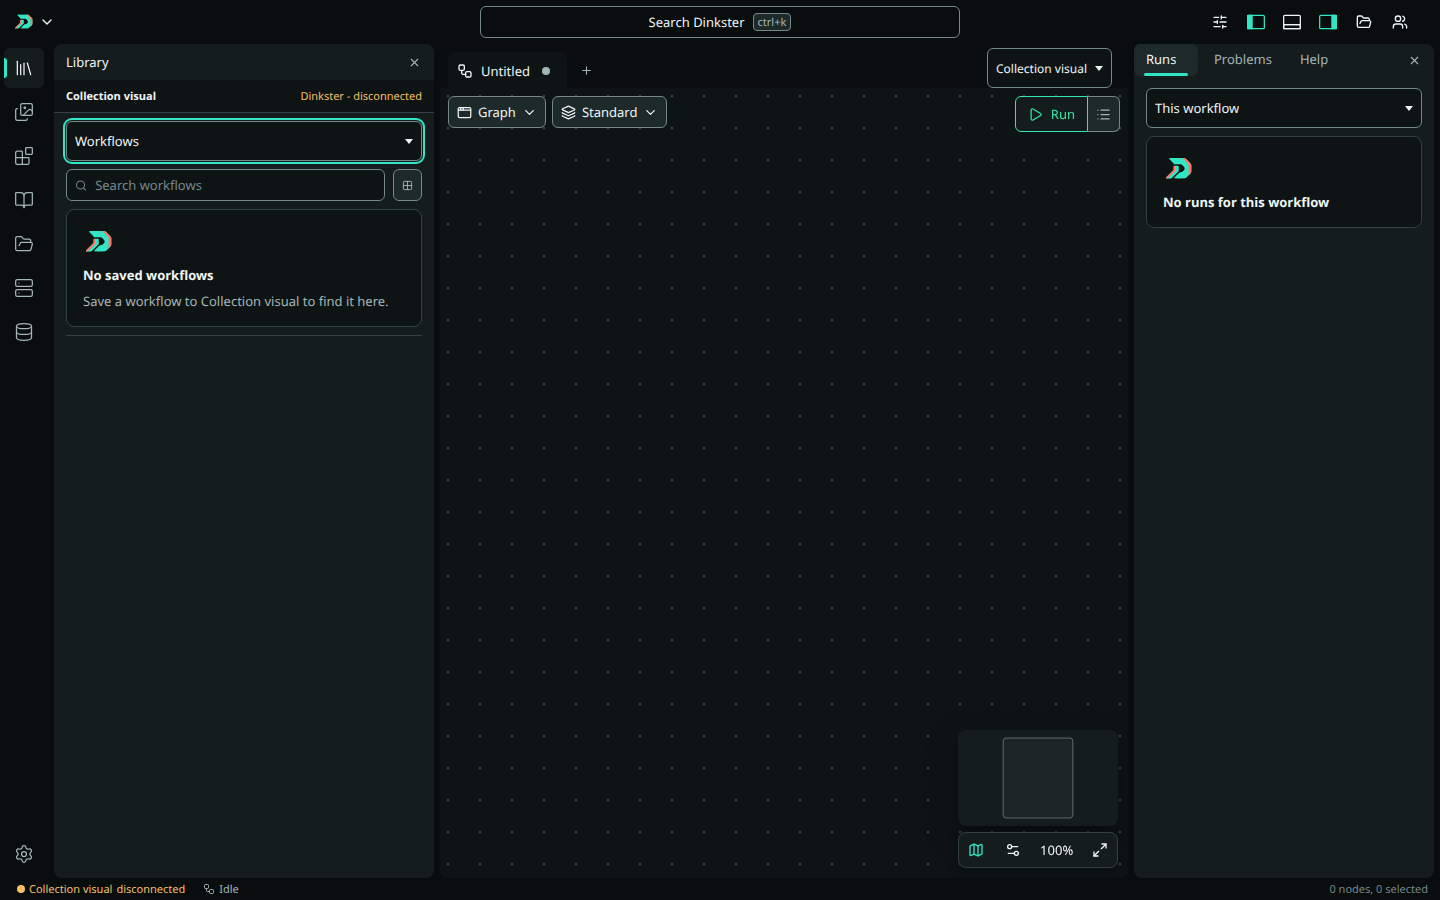 Search Dinkster ctrl+k
Library
Collection visual
Dinkster - disconnected
Workflows
Search workflows
No saved workflows
Save a workflow to Collection visual to find it here.
Untitled
Collection visual
Graph
Standard
Run
100%
Runs
Problems
Help
This workflow
No runs for this workflow
Collection visual disconnected
Idle
0 nodes, 0 selected